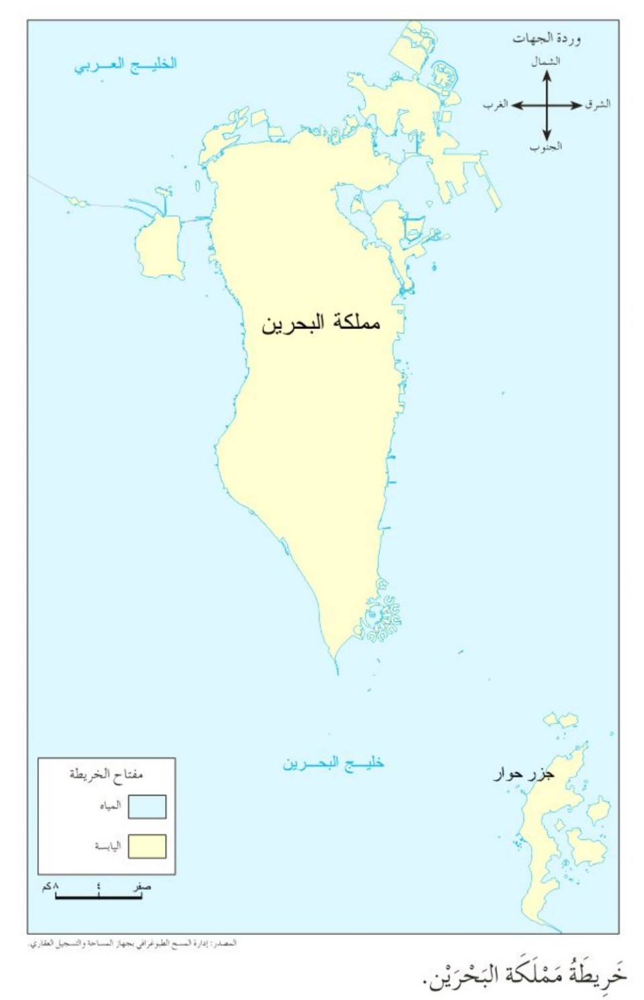 وردة الجهات
الشمال
الشرق
الغرب
الجنوب
الخليج العربي
مملكة البحرين
خليج البحرين
جزر حوار
مفتاح الخريطة
المياه
اليابسة
صفر ٤ ٨ كم
المصدر: إدارة المسح الطبوغرافي بجهاز المساحة والتسجيل العقاري.
خَرِيطَةُ مَمْلَكَة البَحْرَيْن.